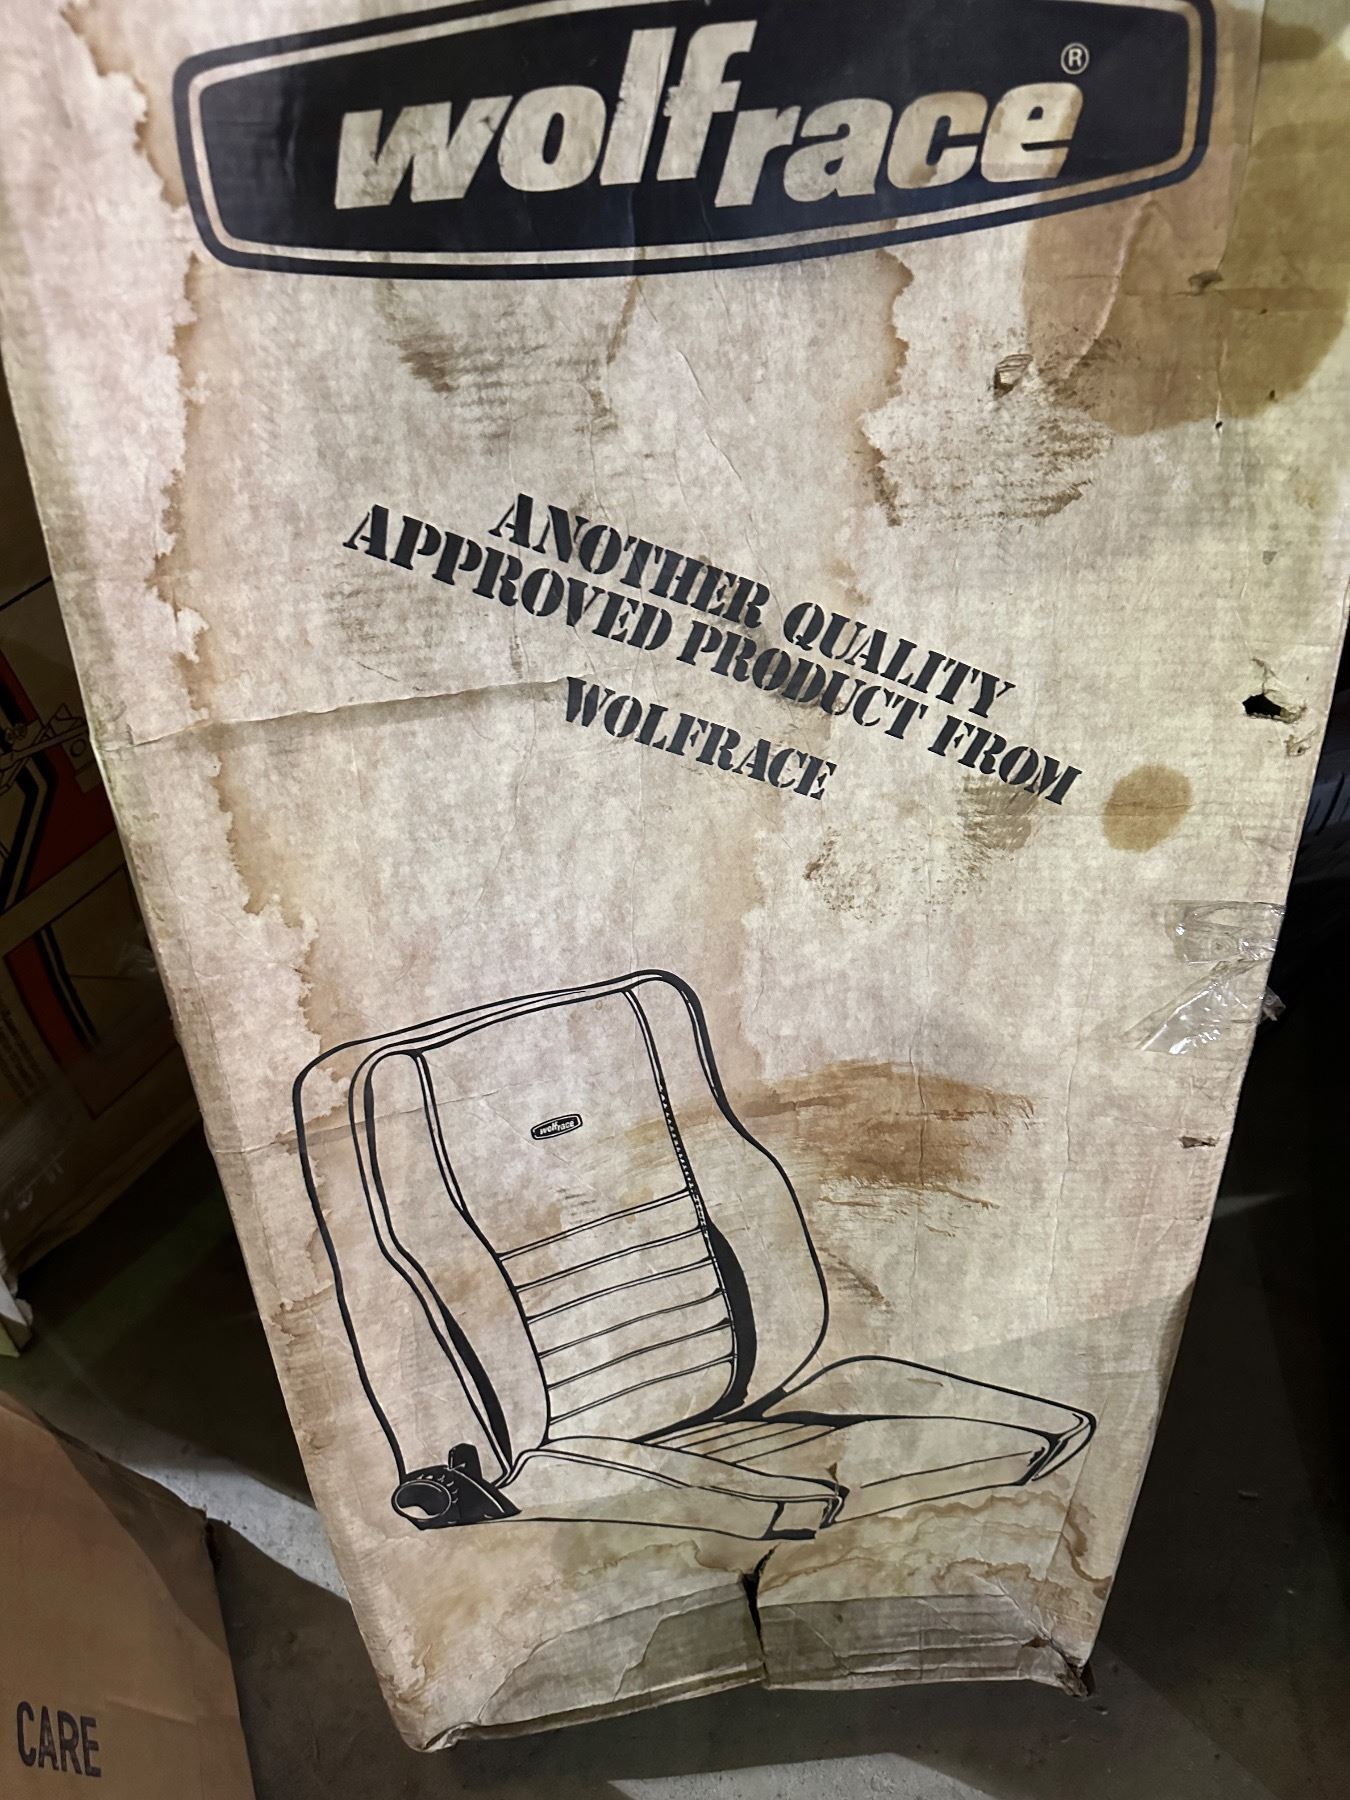 wolfrace ®
ANOTHER QUALITY
APPROVED PRODUCT FROM
WOLFRACE
wolfrace
CARE